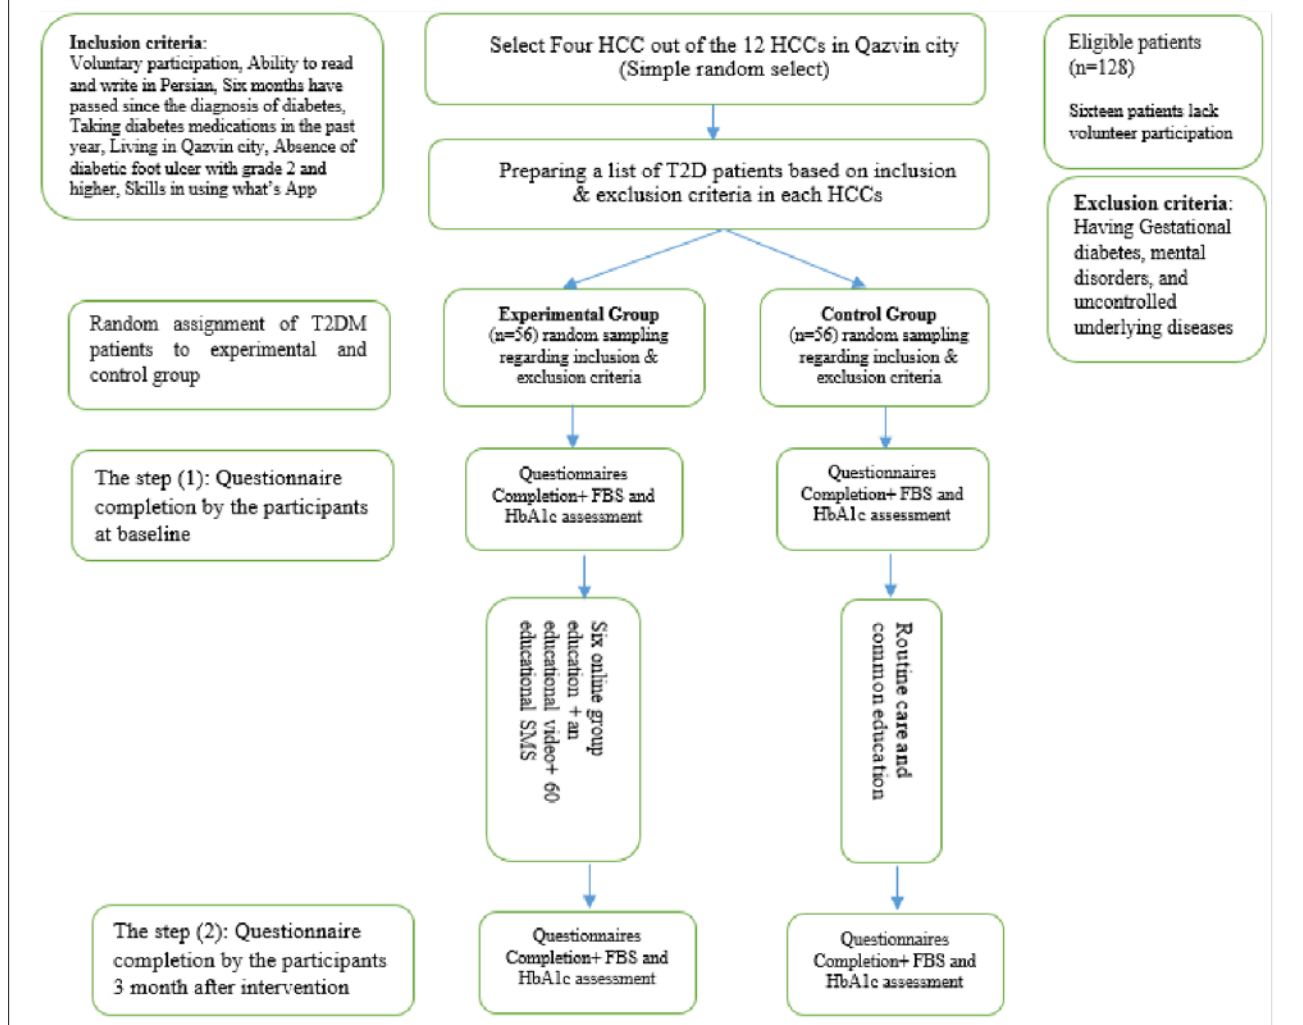 Inclusion criteria:
Voluntary participation, Ability to read
and write in Persian, Six months have
passed since the diagnosis of diabetes,
Taking diabetes medications in the past
year, Living in Qazvin city, Absence of
diabetic foot ulcer with grade 2 and
higher, Skills in using what's App
Select Four HCC out of the 12 HCCs in Qazvin city
(Simple random select)
Eligible patients
(n=128)
Sixteen patients lack
volunteer participation
Preparing a list of T2D patients based on inclusion
& exclusion criteria in each HCCs
Exclusion criteria:
Having Gestational
diabetes, mental
disorders, and
uncontrolled
underlying diseases
Random assignment of T2DM
patients to experimental and
control group
Experimental Group
(n=56) random sampling
regarding inclusion &
exclusion criteria
Control Group
(n=56) random sampling
regarding inclusion &
exclusion criteria
The step (1): Questionnaire
completion by the participants
at baseline
Questionnaires
Completion+ FBS and
HbA1c assessment
Questionnaires
Completion+ FBS and
HbA1c assessment
Six online group
education + an
educational video+ 60
educational SMS
Routine care and
common education
The step (2): Questionnaire
completion by the participants
3 month after intervention
Questionnaires
Completion+ FBS and
HbA1c assessment
Questionnaires
Completion+ FBS and
HbA1c assessment